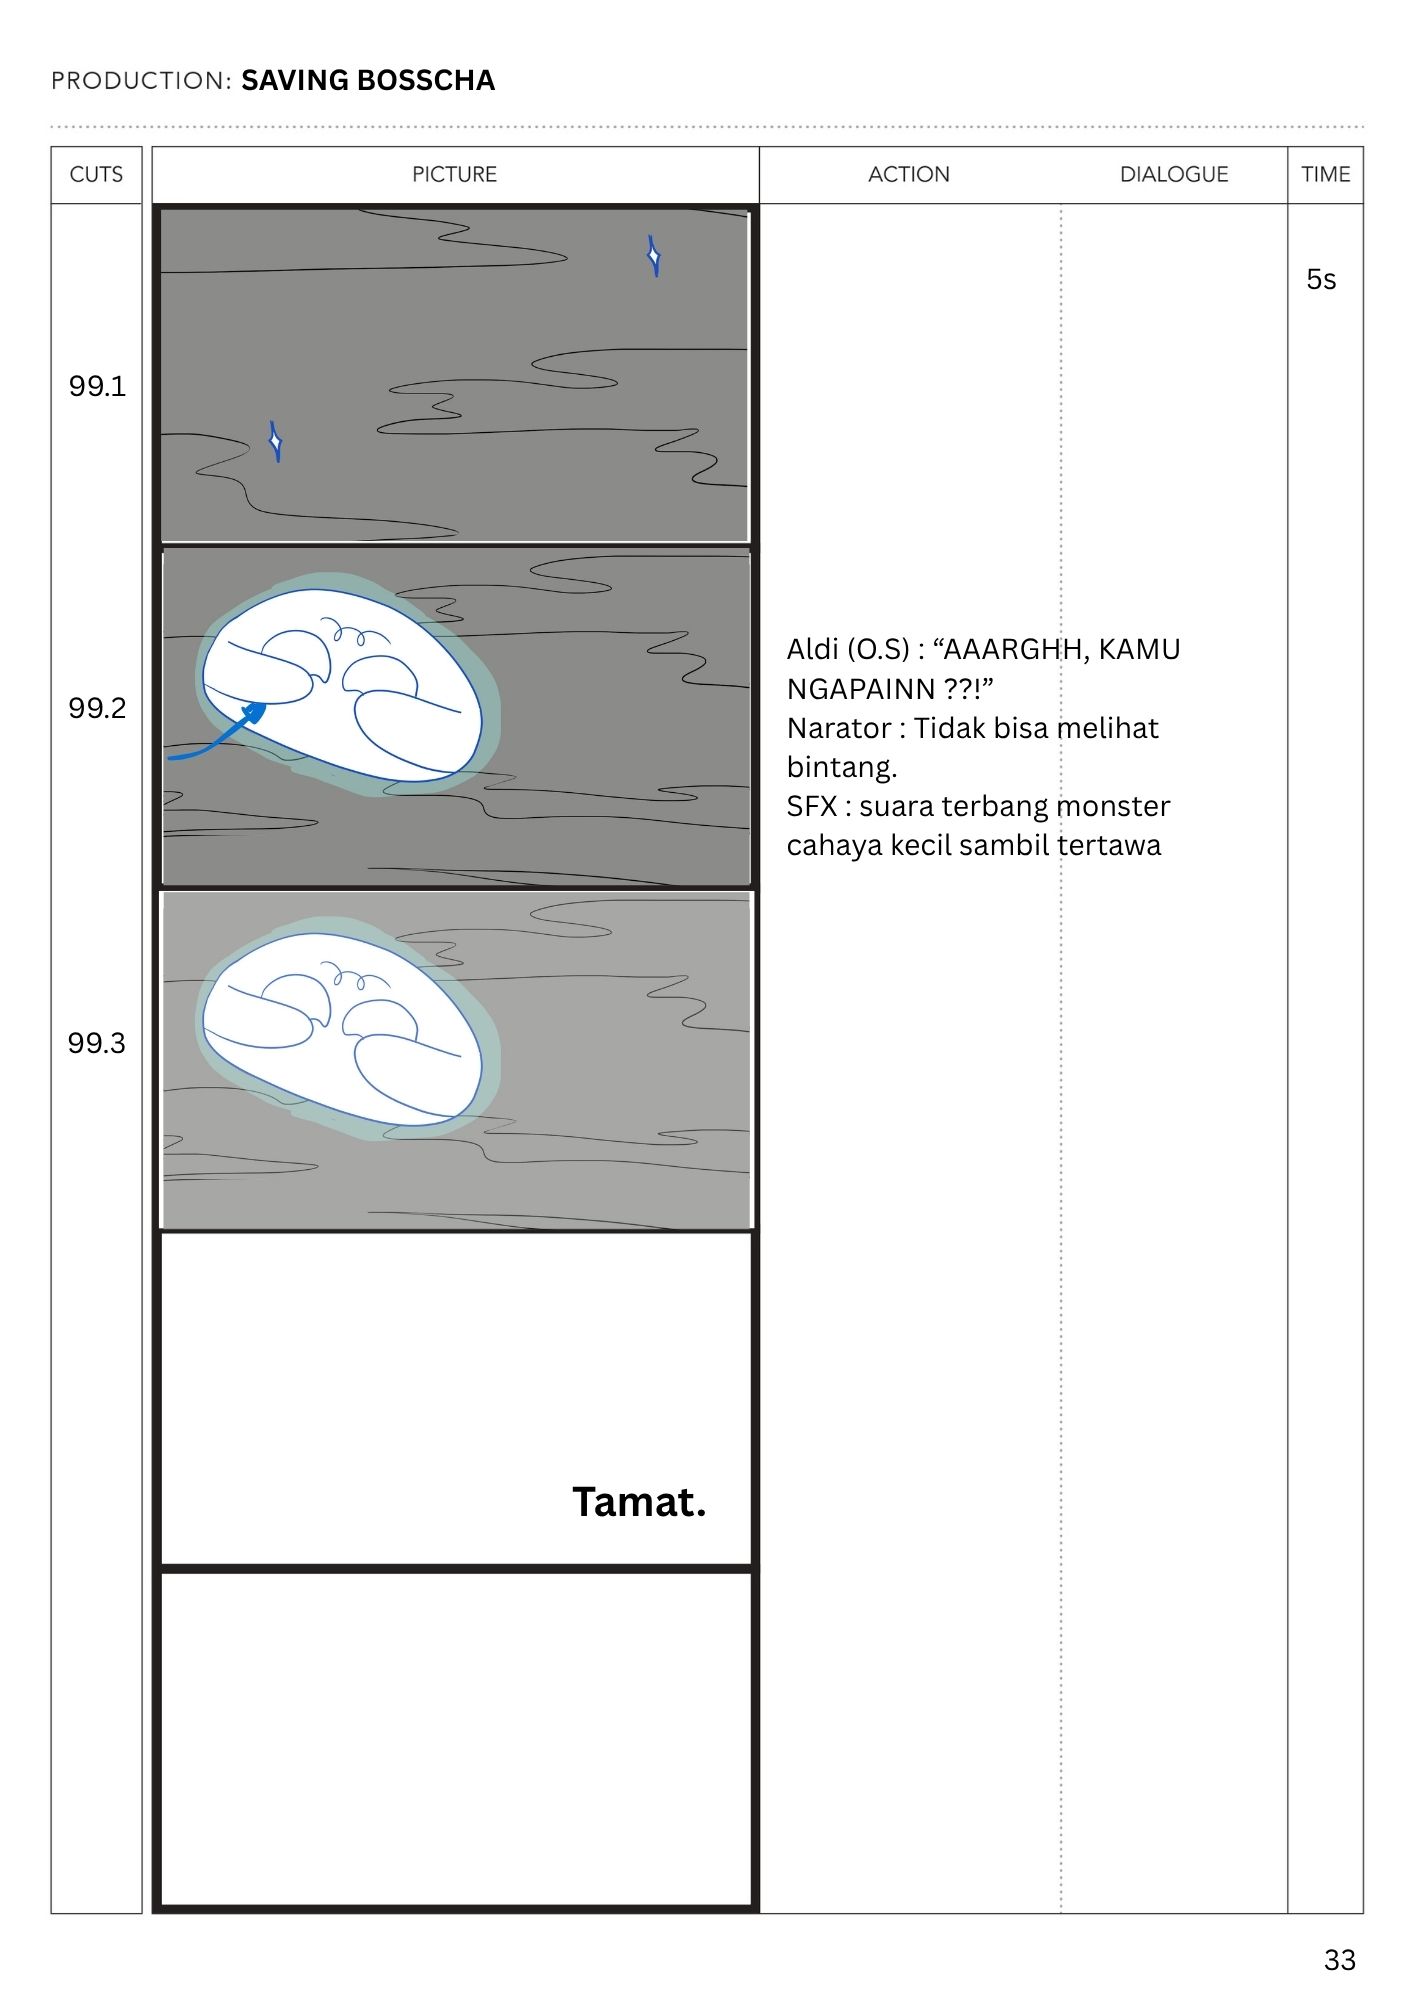 PRODUCTION: SAVING BOSSCHA
CUTS PICTURE ACTION DIALOGUE TIME
5s
99.1
99.2
Aldi (O.S) : “AAARGHH, KAMU
NGAPAINN ??!”
Narator : Tidak bisa melihat
bintang.
SFX : suara terbang monster
cahaya kecil sambil tertawa
99.3
Tamat.
33